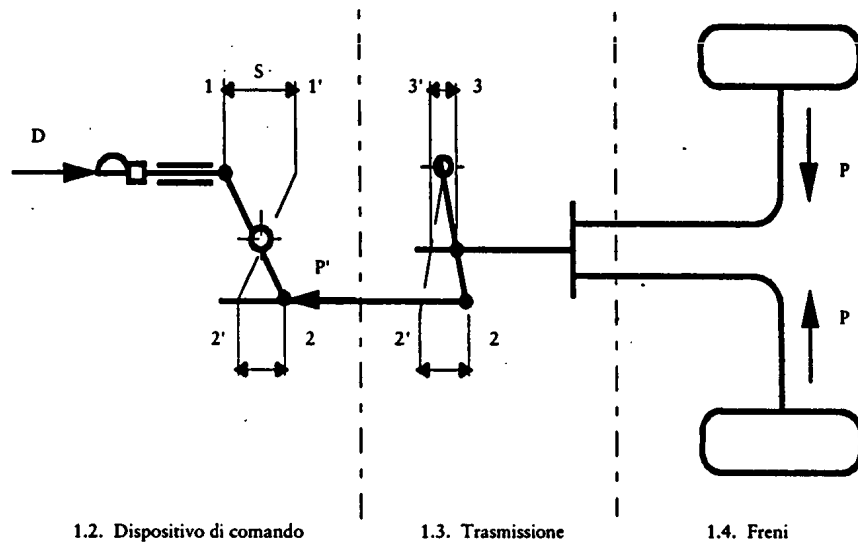 S
1 1' 3' 3
D
P
P'
P
2' 2 2' 2
1.2. Dispositivo di comando 1.3. Trasmissione 1.4. Freni